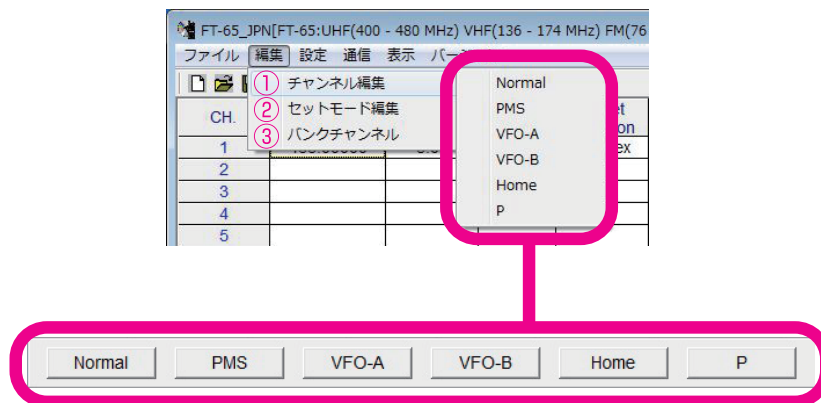 FT-65_JPN[FT-65:UHF(400 - 480 MHz) VHF(136 - 174 MHz) FM(76
ファイル 編集 設定 通信 表示
① チャンネル編集
② セットモード編集
③ バンクチャンネル
Normal
PMS
VFO-A
VFO-B
Home
P
CH.
1
2
3
4
5
Normal PMS VFO-A VFO-B Home P